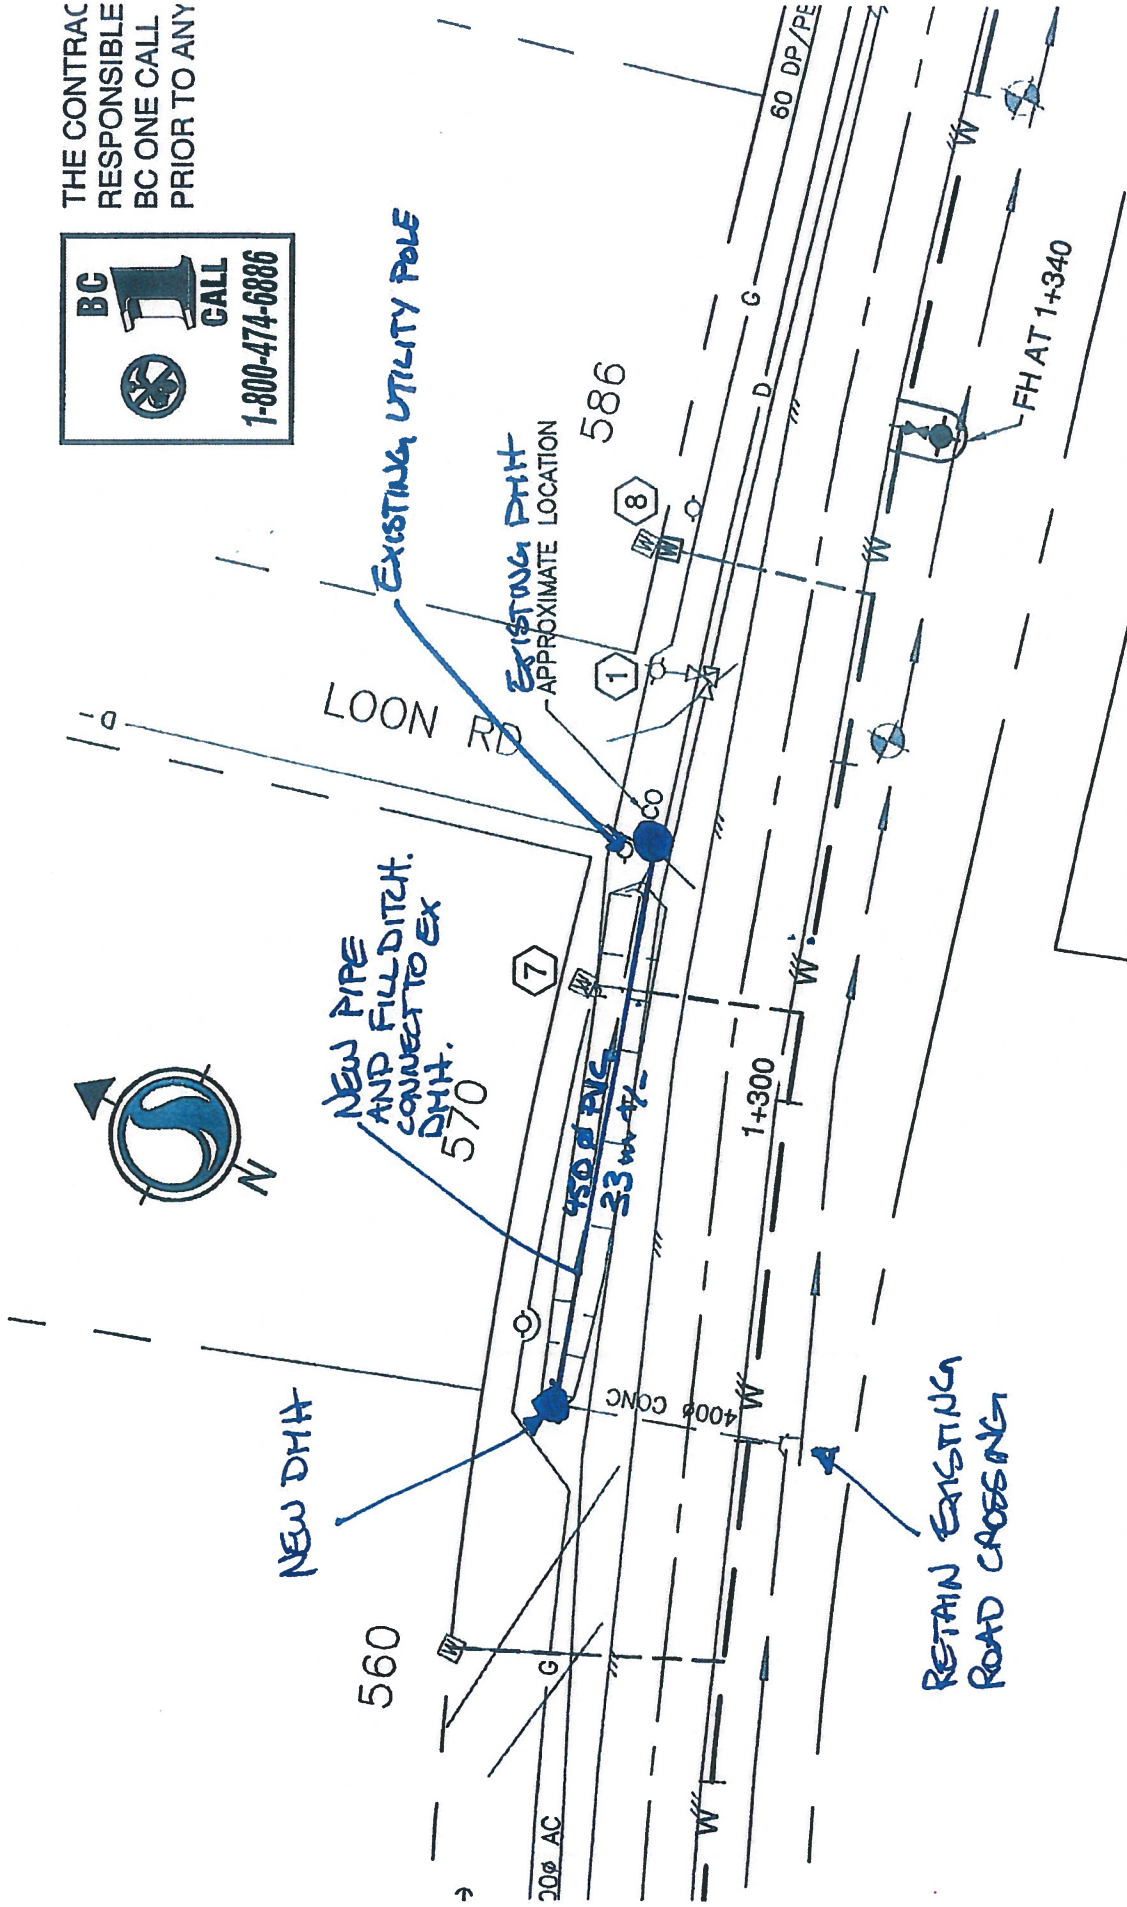 THE CONTRAC
RESPONSIBLE
BC ONE CALL
PRIOR TO ANY
BC
1
CALL
1-800-474-6886
EXISTING UTILITY POLE
EXISTING DMH
APPROXIMATE LOCATION
586
8
1
LOON RD
D
CO
60 DP/PE
G
D
W
W
W
FH AT 1+340
W
W
NEW PIPE
AND FILL DITCH.
CONNECT TO EX
DMH.
570
7
W
450 Ø PVC
33m +/-
1+300
W
N
NEW DMH
400ø CONC
W
RETAIN EXISTING
ROAD CROSSING
560
W
G
00ø AC
W